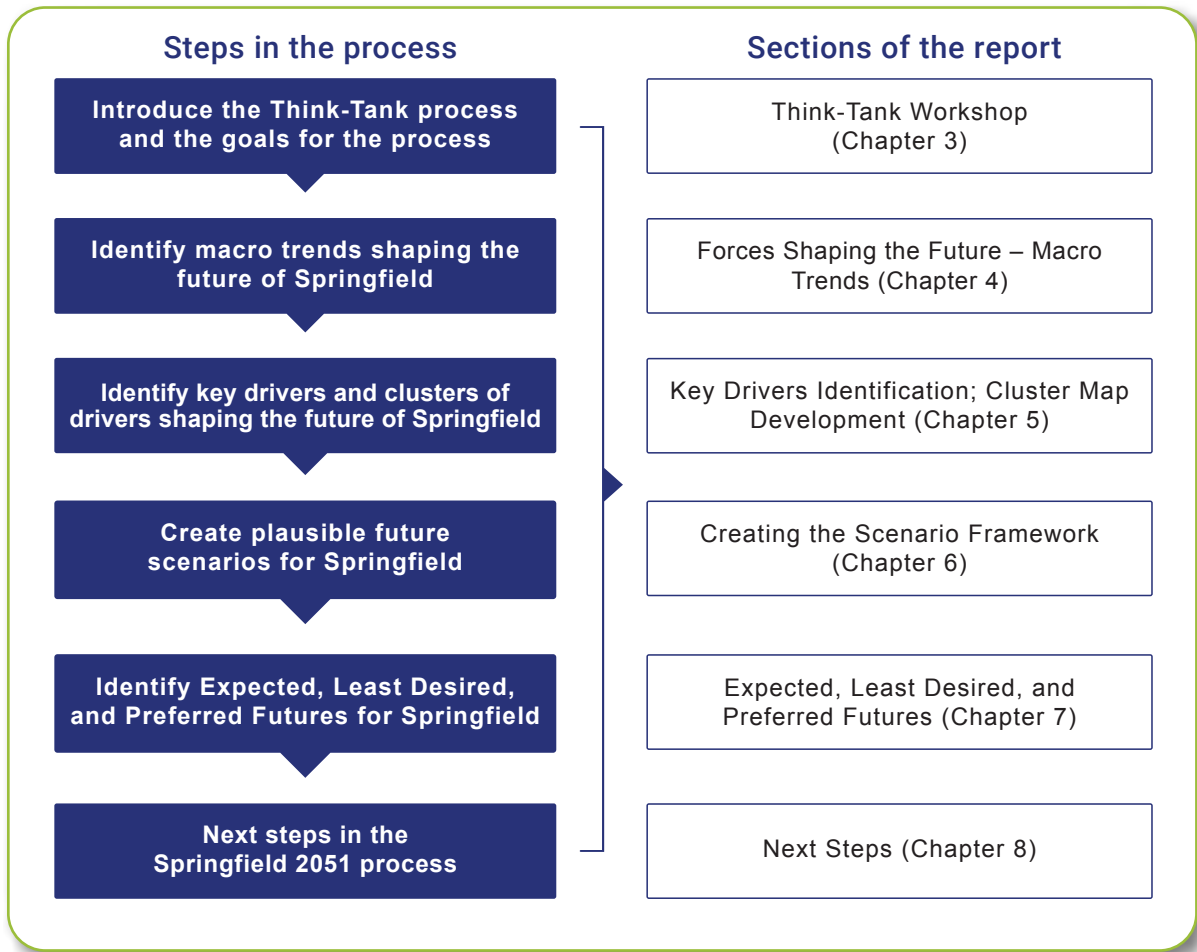 Steps in the process
Introduce the Think-Tank process
and the goals for the process
Identify macro trends shaping the
future of Springfield
Identify key drivers and clusters of
drivers shaping the future of Springfield
Create plausible future
scenarios for Springfield
Identify Expected, Least Desired,
and Preferred Futures for Springfield
Next steps in the
Springfield 2051 process
Sections of the report
Think-Tank Workshop
(Chapter 3)
Forces Shaping the Future – Macro
Trends (Chapter 4)
Key Drivers Identification; Cluster Map
Development (Chapter 5)
Creating the Scenario Framework
(Chapter 6)
Expected, Least Desired, and
Preferred Futures (Chapter 7)
Next Steps (Chapter 8)